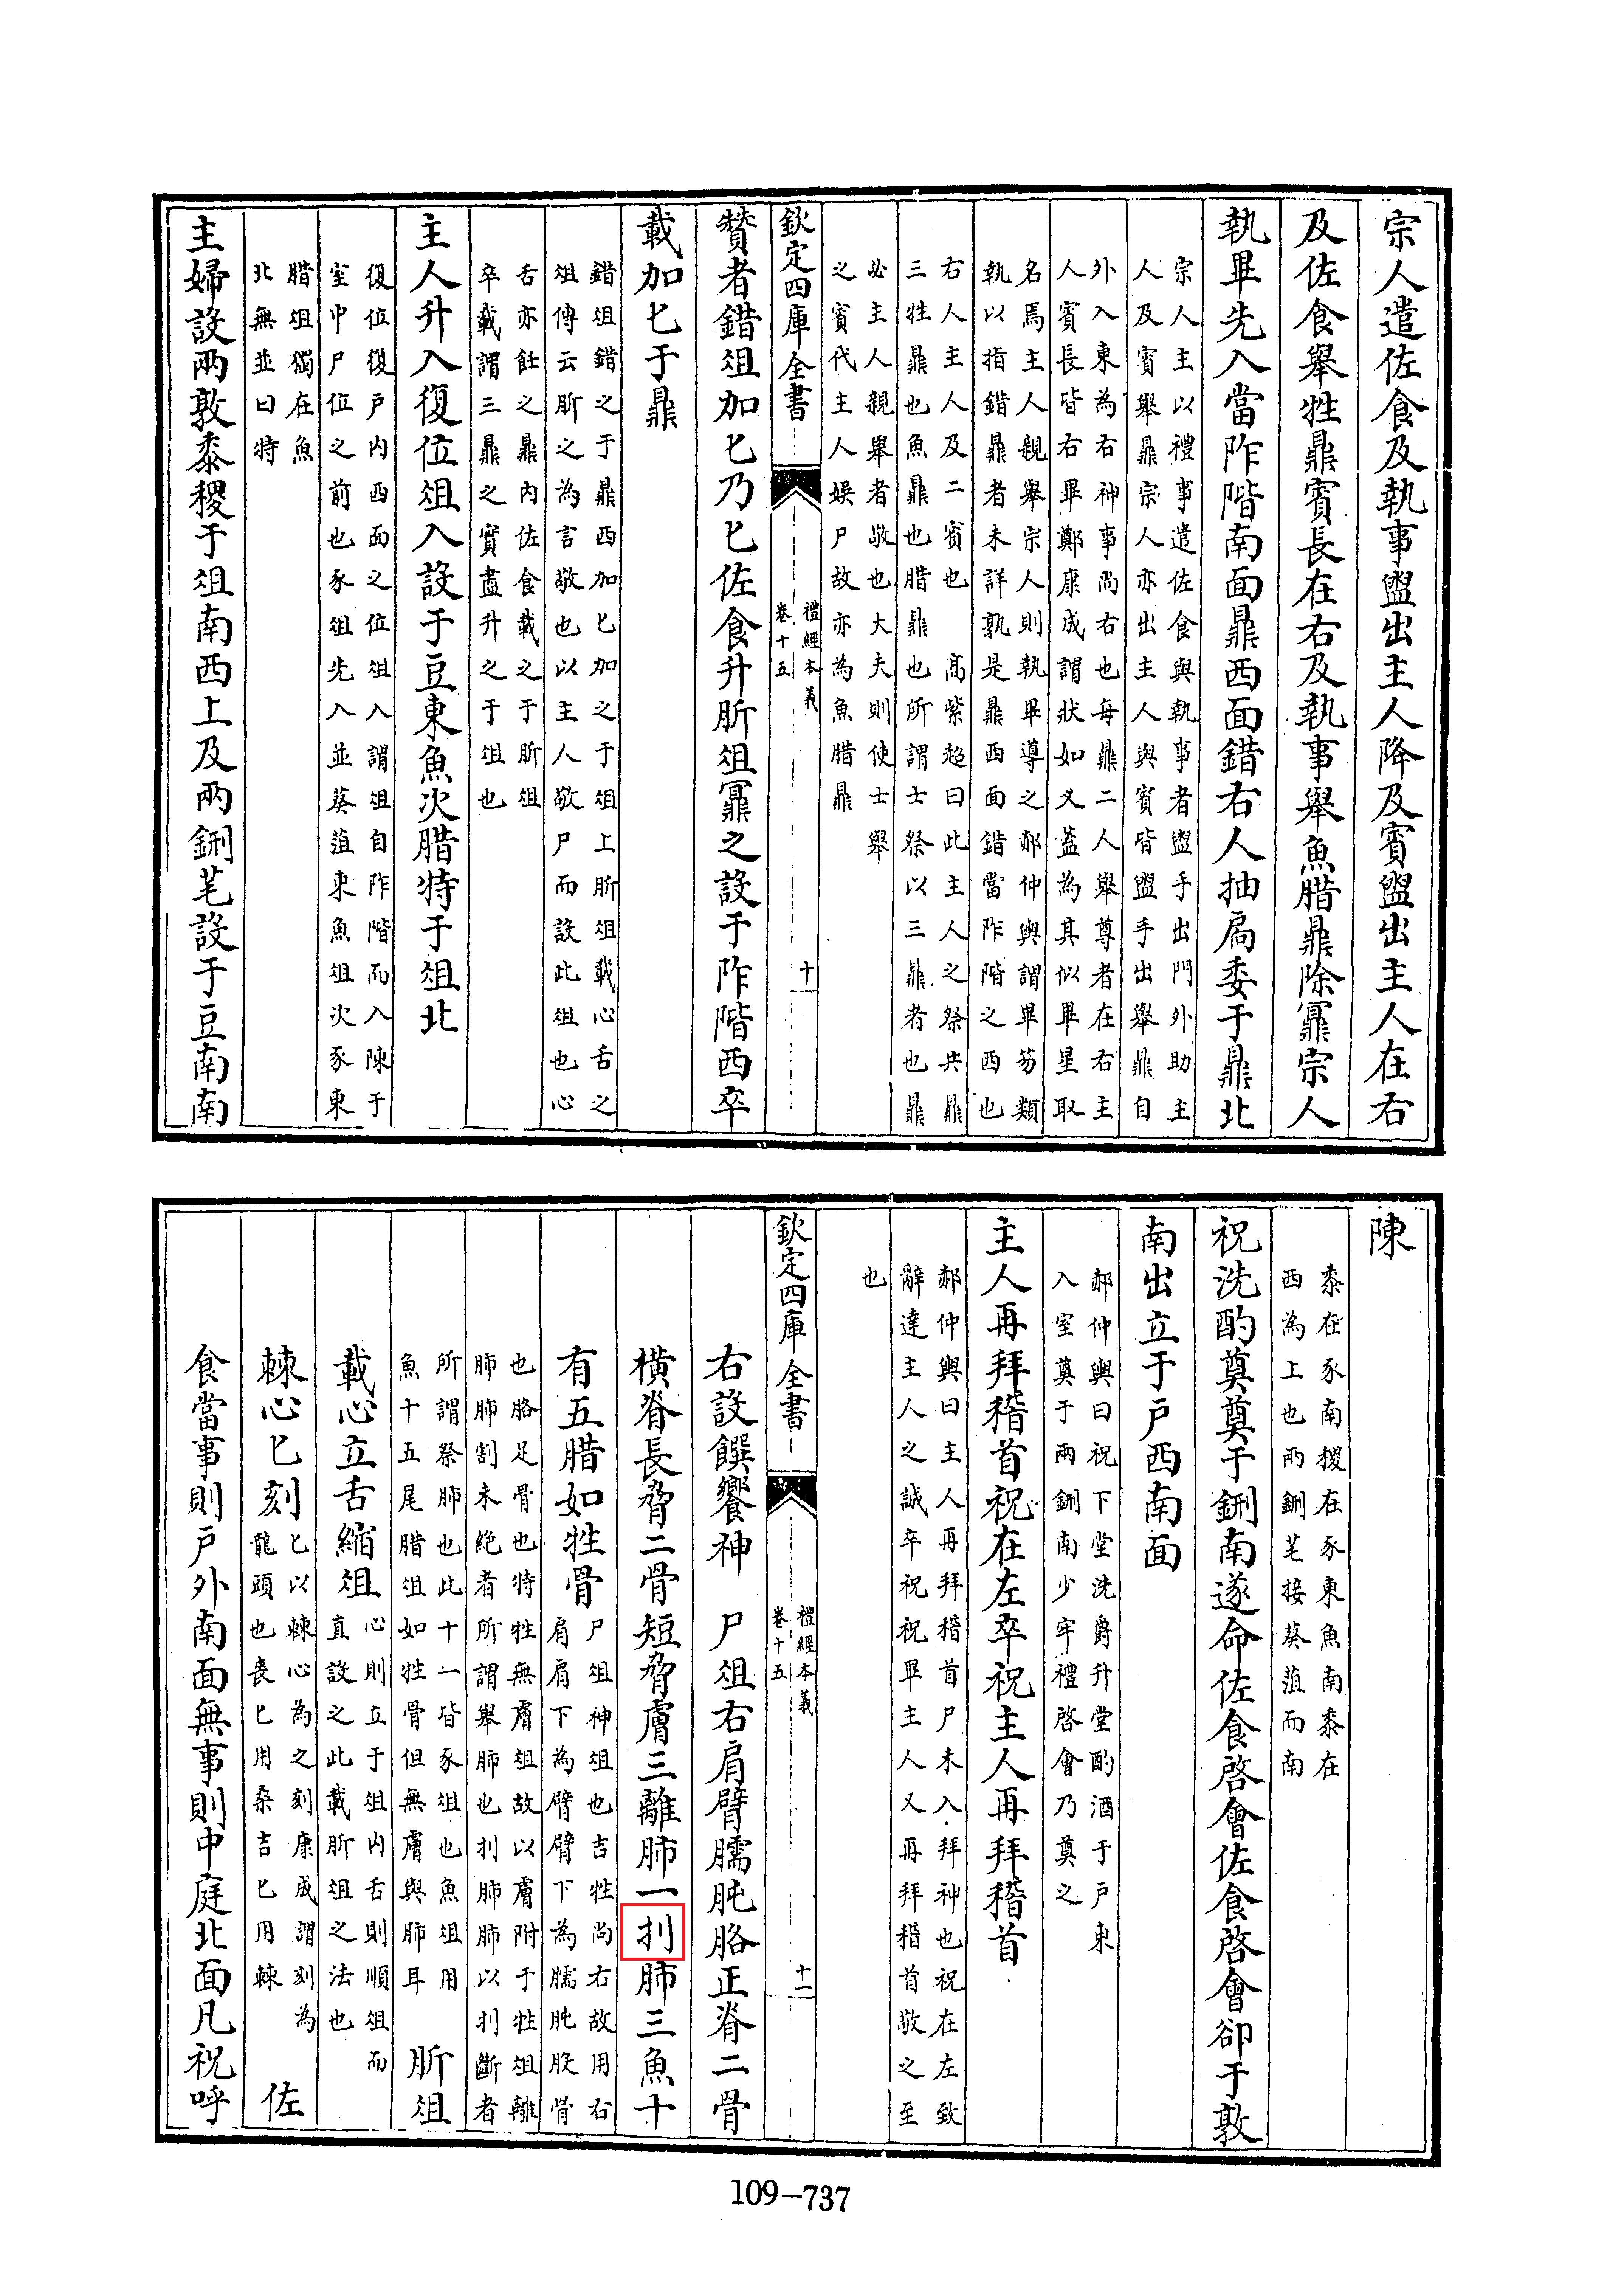 宗人遣佐食及執事盥出主人降及賓盥出主人在右
及佐食舉牲鼎賓長在右及執事舉魚腊鼎除鼏宗人
執畢先入當阼階南面鼎西面錯右人抽扃委于鼎北
宗人主以禮事遣佐食與執事者盥手出門外助主
人及賓舉鼎宗人亦出主人與賓皆盥手出舉鼎自
外入東為右神事尚右也每鼎二人舉尊者在右主
人賓長皆右畢鄭康成謂狀如叉蓋為其似畢星取
名焉主人親舉宗人則執畢導之郝仲輿謂畢笏類
執以指錯鼎者未詳孰是鼎西面錯當阼階之西也
右人主人及二賓也　高紫超曰此主人之祭共鼎
三牲鼎也魚鼎也腊鼎也所謂士祭以三鼎者也鼎
必主人親舉者敬也大夫則使士舉
之賓代主人娛尸故亦為魚腊鼎
欽定四庫全書
禮經本義
卷十五
十
贊者錯俎加匕乃匕佐食升肵俎鼏之設于阼階西卒
載加匕于鼎
錯俎錯之于鼎西加匕加之于俎上肵俎載心舌之
俎傳云肵之為言敬也以主人敬尸而設此俎也心
舌亦飪之鼎內佐食載之于肵俎
卒載謂三鼎之實盡升之于俎也
主人升入復位俎入設于豆東魚次腊特于俎北
復位復戶內西面之位俎入謂俎自阼階而入陳于
室中尸位之前也豕俎先入並葵菹東魚俎次豕東
腊俎獨在魚
北無並曰特
主婦設兩敦黍稷于俎南西上及兩鉶芼設于豆南南
陳
黍在豕南稷在豕東魚南黍在
西為上也兩鉶芼接葵菹而南
祝洗酌奠奠于鉶南遂命佐食啓會佐食啓會卻于敦
南出立于戶西南面
郝仲輿曰祝下堂洗爵升堂酌酒于戶東
入室奠于兩鉶南少牢禮啓會乃奠之
主人再拜稽首祝在左卒祝主人再拜稽首
郝仲輿曰主人再拜稽首尸未入拜神也祝在左致
辭達主人之誠卒祝祝畢主人又再拜稽首敬之至
也
欽定四庫全書
禮經本義
卷十五
十一
右設饌饗神　尸俎右肩臂臑肫胳正脊二骨
橫脊長脅二骨短脅膚三離肺一刌肺三魚十
有五腊如牲骨尸俎神俎也吉牲尚右故用右
肩肩下為臂臂下為臑肫股骨
也胳足骨也特牲無膚俎故以膚附于牲俎離
肺肺割未絶者所謂舉肺也刌肺肺以刌斷者
所謂祭肺也此十一皆豕俎也魚俎用
魚十五尾腊俎如牲骨但無膚與肺耳　肵俎
載心立舌縮俎心則立于俎內舌則順俎而
直設之此載肵俎之法也
棘心匕刻匕以棘心為之刻康成謂刻為
龍頭也喪匕用桑吉匕用棘　佐
食當事則戶外南面無事則中庭北面凡祝呼
109-737